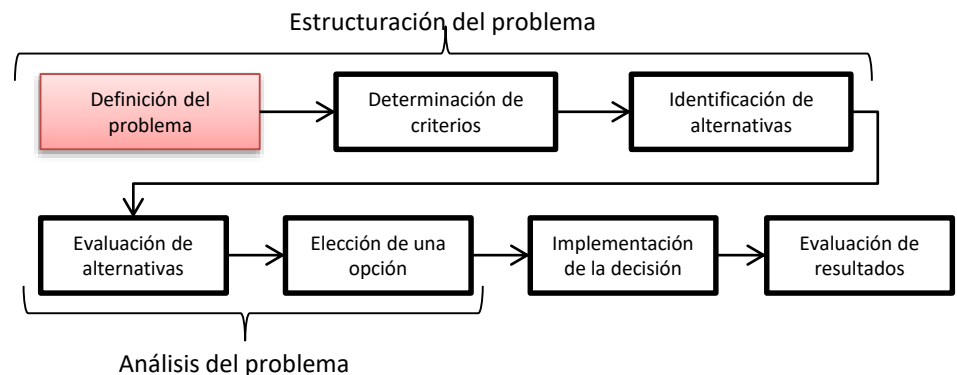 Estructuración del problema
Definición del
problema
Determinación de
criterios
Identificación de
alternativas
Evaluación de
alternativas
Elección de una
opción
Implementación
de la decisión
Evaluación de
resultados
Análisis del problema